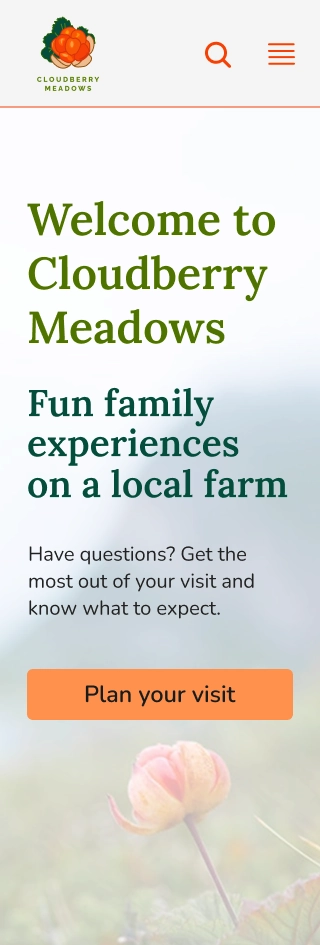 CLOUDBERRY
MEADOWS
Welcome to
Cloudberry
Meadows
Fun family
experiences
on a local farm
Have questions? Get the
most out of your visit and
know what to expect.
Plan your visit